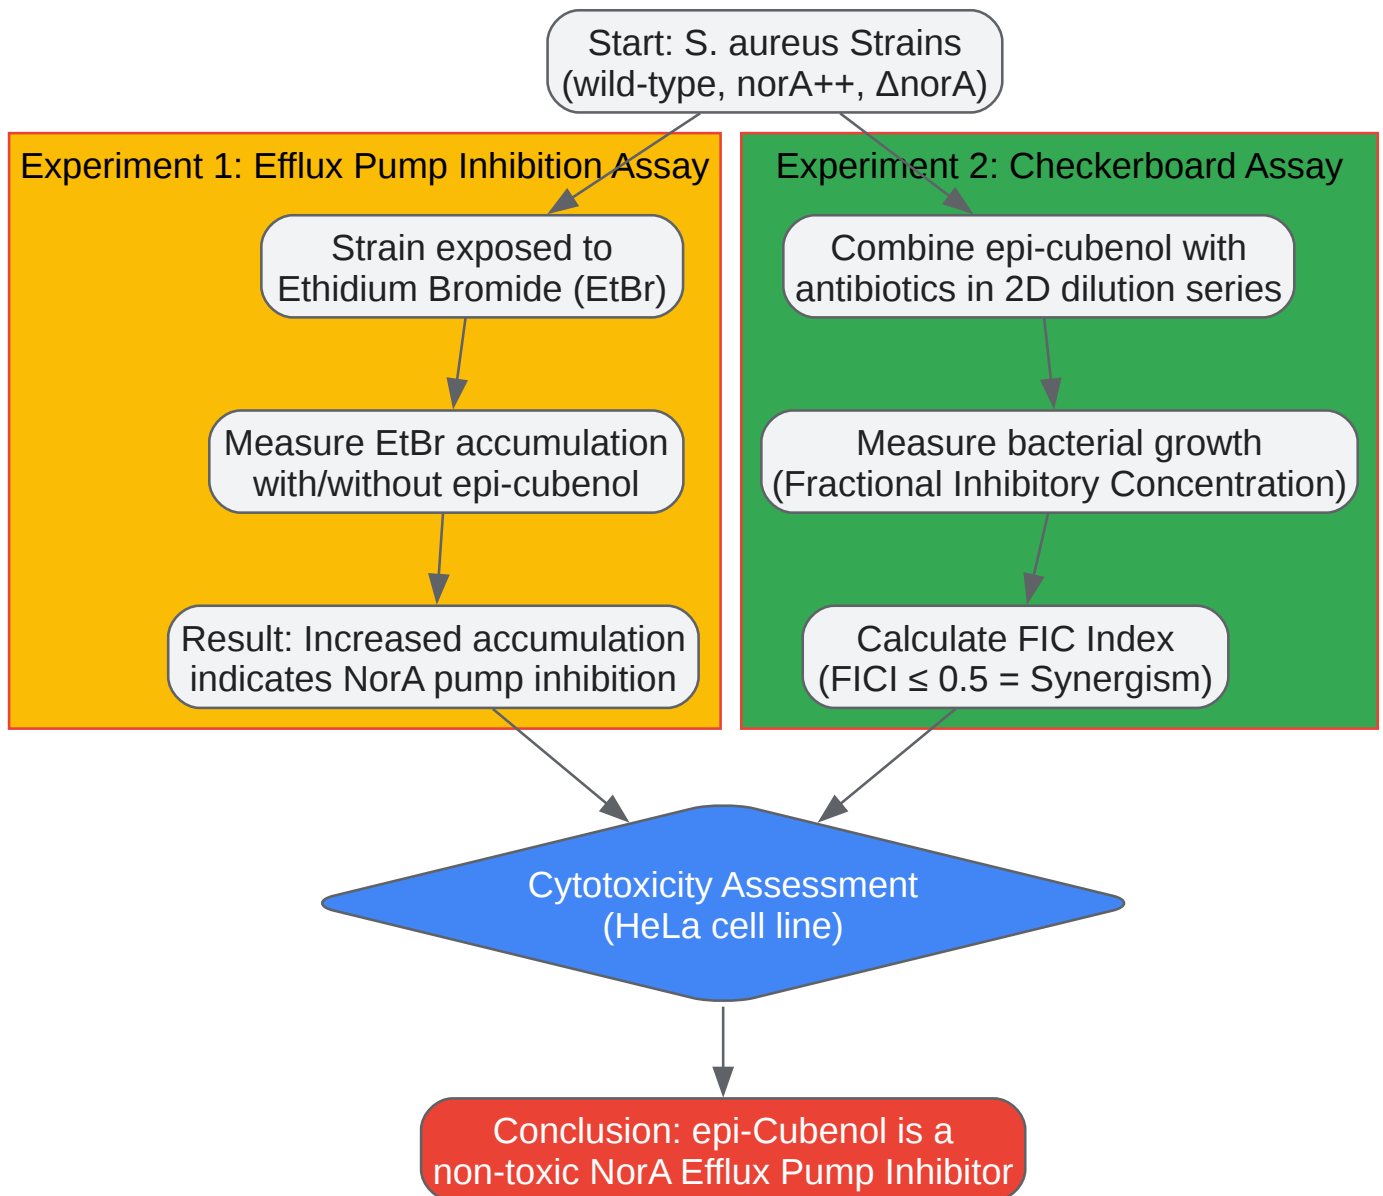 Start: S. aureus Strains
(wild-type, norA++, ΔnorA)
Experiment 1: Efflux Pump Inhibition Assay
Strain exposed to
Ethidium Bromide (EtBr)
Measure EtBr accumulation
with/without epi-cubenol
Result: Increased accumulation
indicates NorA pump inhibition
Experiment 2: Checkerboard Assay
Combine epi-cubenol with
antibiotics in 2D dilution series
Measure bacterial growth
(Fractional Inhibitory Concentration)
Calculate FIC Index
(FICI ≤ 0.5 = Synergism)
Cytotoxicity Assessment
(HeLa cell line)
Conclusion: epi-Cubenol is a
non-toxic NorA Efflux Pump Inhibitor